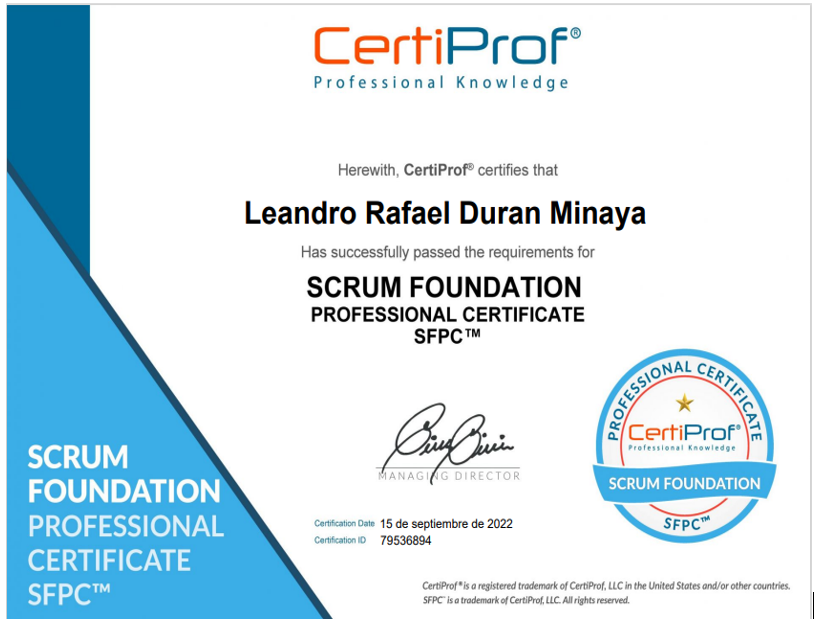 CertiProf®
Professional Knowledge
Herewith, CertiProf® certifies that
Leandro Rafael Duran Minaya
Has successfully passed the requirements for
SCRUM FOUNDATION
PROFESSIONAL CERTIFICATE
SFPC™
MANAGING DIRECTOR
Certification Date 15 de septiembre de 2022
Certification ID 79536894
SCRUM
FOUNDATION
PROFESSIONAL
CERTIFICATE
SFPC™
PROFESSIONAL CERTIFICATE
CertiProf®
Professional Knowledge
SCRUM FOUNDATION
SFPC™
CertiProf® is a registered trademark of CertiProf, LLC in the United States and/or other countries.
SFPC™ is a trademark of CertiProf, LLC. All rights reserved.